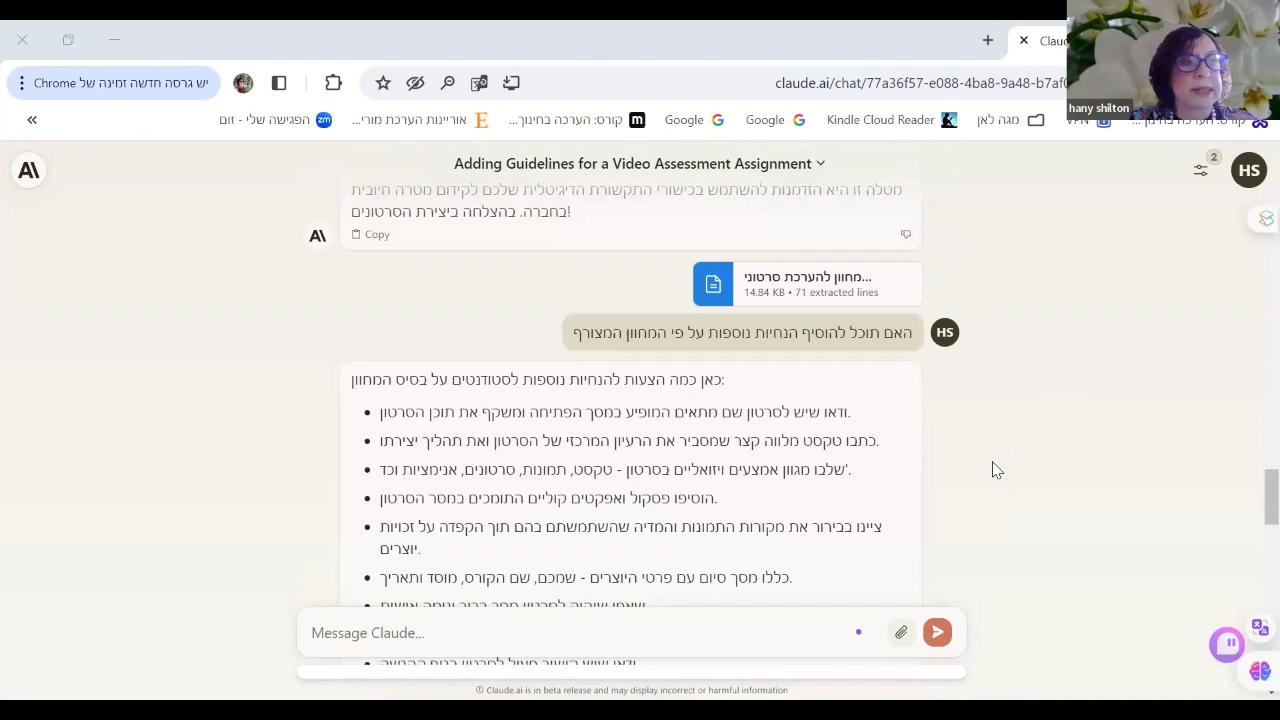 יש גרסה חדשה זמינה של Chrome
claude.ai/chat/77a36f57-e088-4ba8-9a48-b7af0
hany shilton
הפגישה שלי - זום
אוריינות הערכת מורי...
קורס: הערכה בחינוך...
Google
Google
Kindle Cloud Reader
מגה לאן
VPN
Adding Guidelines for a Video Assessment Assignment
2
HS
מטלה זו היא הזדמנות להשתמש בכישורי התקשורת הדיגיטלית שלכם לקידום מטרה חיובית
בחברה. בהצלחה ביצירת הסרטונים!
Copy
מחוון להערכת סרטוני...
14.84 KB • 71 extracted lines
האם תוכל להוסיף הנחיות נוספות על פי המחוון המצורף
HS
כאן כמה הצעות להנחיות נוספות לסטודנטים על בסיס המחוון:
ודאו שיש לסרטון שם מתאים המופיע במסך הפתיחה ומשקף את תוכן הסרטון.
כתבו טקסט מלווה קצר שמסביר את הרעיון המרכזי של הסרטון ואת תהליך יצירתו.
שלבו מגוון אמצעים ויזואליים בסרטון - טקסט, תמונות, סרטונים, אנימציות וכד'.
הוסיפו פסקול ואפקטים קוליים התומכים במסר הסרטון.
ציינו בבירור את מקורות התמונות והמדיה שהשתמשתם בהם תוך הקפדה על זכויות
יוצרים.
כללו מסך סיום עם פרטי היוצרים - שמכם, שם הקורס, מוסד ותאריך.
Message Claude...
Claude.ai is in beta release and may display incorrect or harmful information